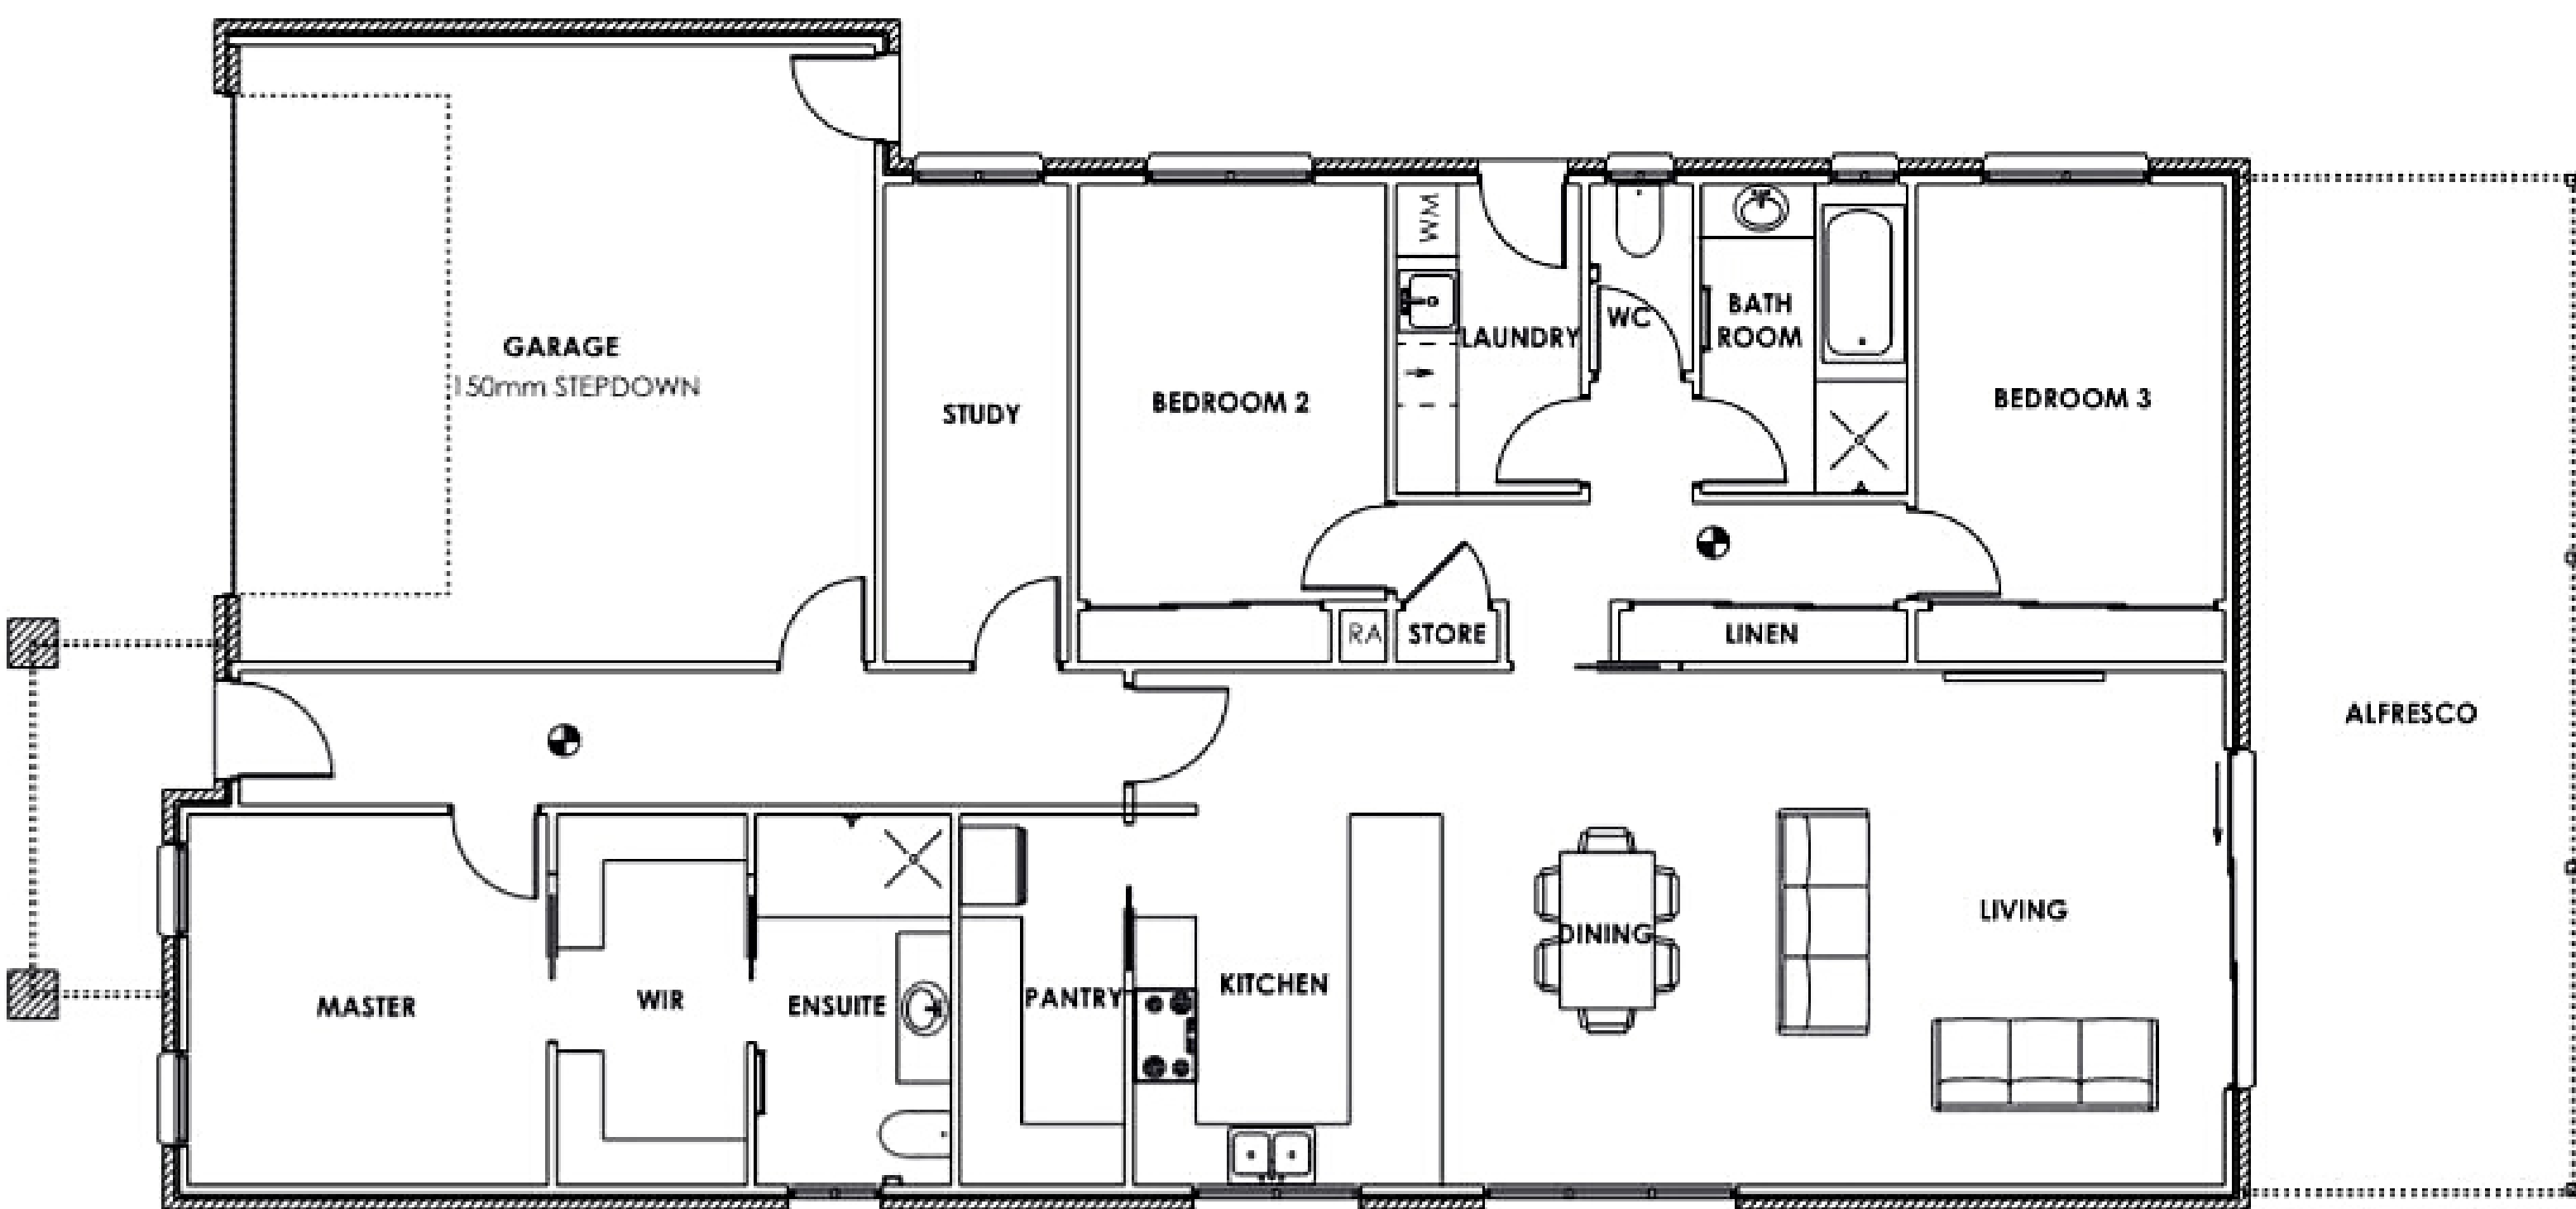 GARAGE
150mm STEPDOWN
STUDY
BEDROOM 2
WM
LAUNDRY
WC
BATH
ROOM
BEDROOM 3
RA
STORE
LINEN
ALFRESCO
MASTER
WIR
ENSUITE
PANTRY
KITCHEN
DINING
LIVING